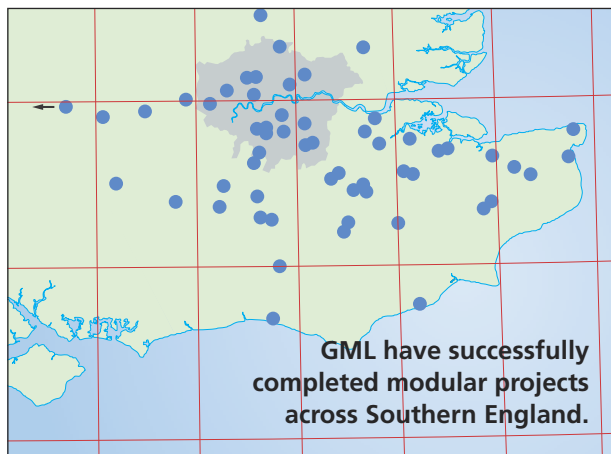 GML have successfully
completed modular projects
across Southern England.